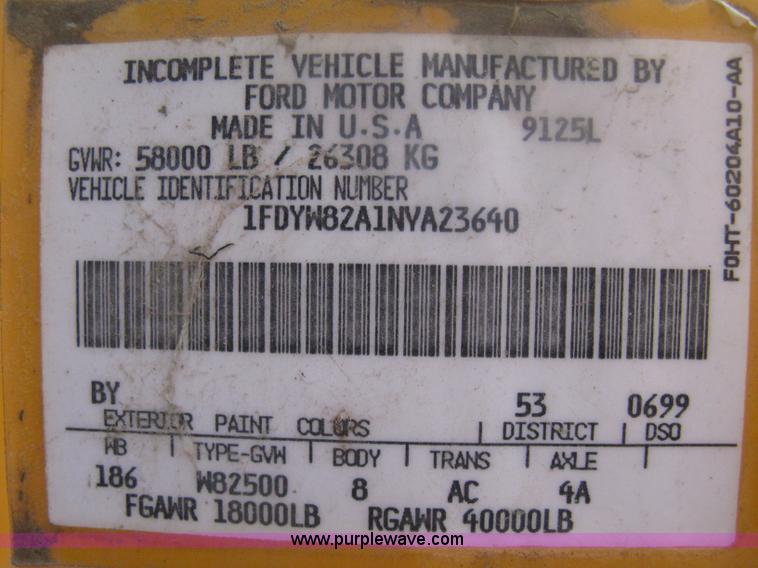 INCOMPLETE VEHICLE MANUFACTURED BY
FORD MOTOR COMPANY
MADE IN U.S.A 9125L
GVWR: 58000 LB / 26308 KG
VEHICLE IDENTIFICATION NUMBER
1FDYW82A1NVA23640
F0HT-60204A10-AA
BY 53 0699
EXTERIOR PAINT COLORS DISTRICT DSO
WB TYPE-GVW BODY TRANS AXLE
186 W82500 8 AC 4A
FGAWR 18000LB RGAWR 40000LB
www.purplewave.com